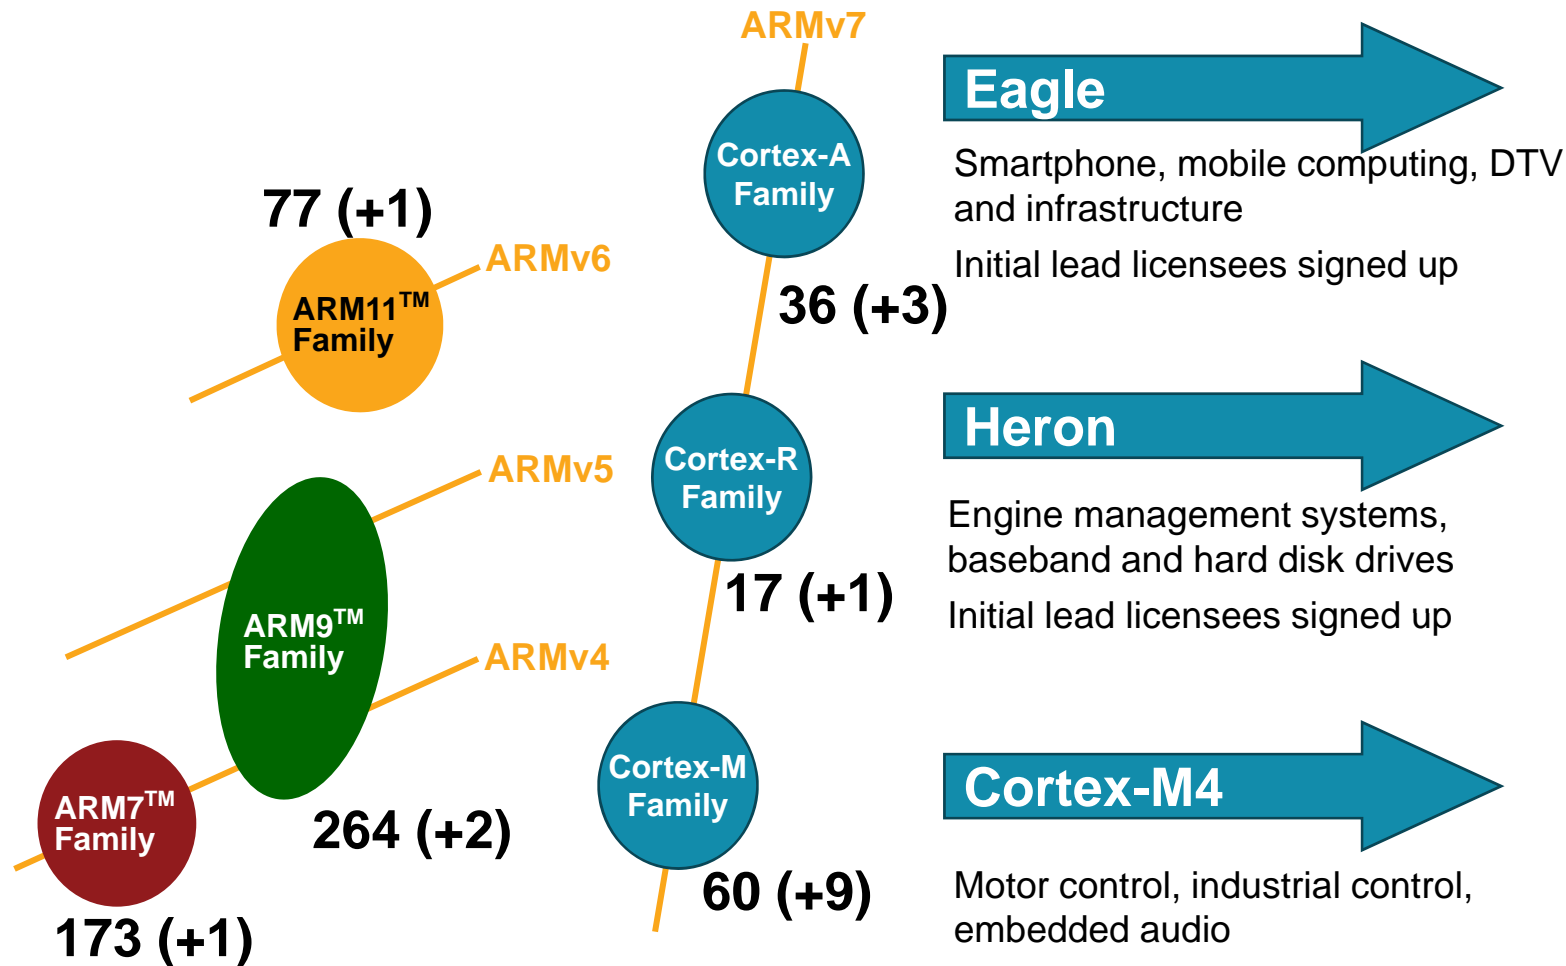 ARMv7
Eagle
Cortex-A
Family
Smartphone, mobile computing, DTV
and infrastructure
Initial lead licensees signed up
77 (+1)
ARMv6
ARM11™
Family
36 (+3)
Heron
ARMv5
Cortex-R
Family
Engine management systems,
baseband and hard disk drives
Initial lead licensees signed up
17 (+1)
ARM9™
Family
ARMv4
Cortex-M
Family
Cortex-M4
ARM7™
Family
264 (+2)
60 (+9)
Motor control, industrial control,
embedded audio
173 (+1)